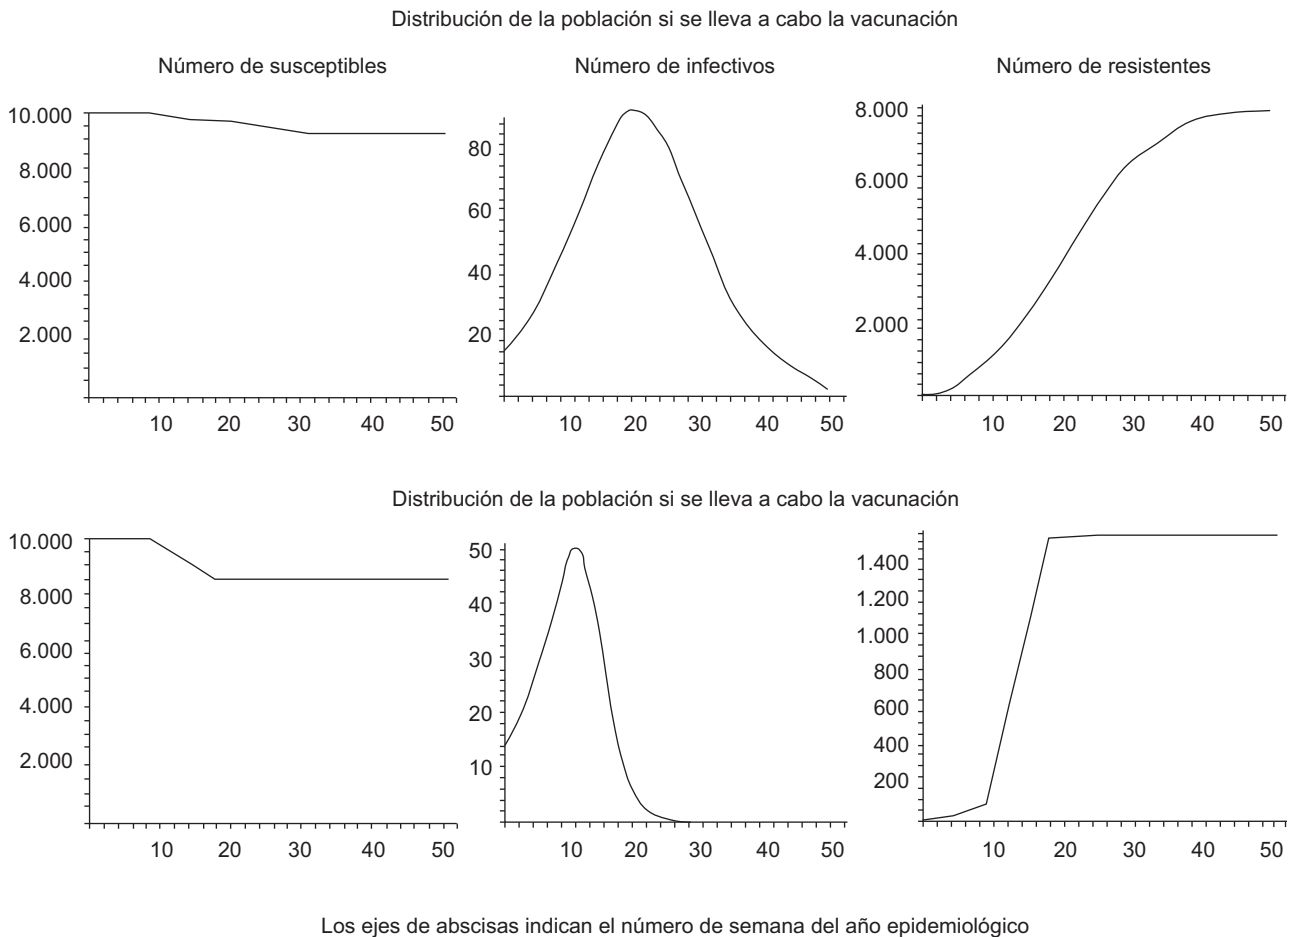 Distribución de la población si se lleva a cabo la vacunación
Número de susceptibles
Número de infectivos
Número de resistentes
10.000
8.000
6.000
4.000
2.000
10 20 30 40 50
80
60
40
20
10 20 30 40 50
8.000
6.000
4.000
2.000
10 20 30 40 50
Distribución de la población si se lleva a cabo la vacunación
10.000
8.000
6.000
4.000
2.000
10 20 30 40 50
50
40
30
20
10
10 20 30 40 50
1.400
1.200
1.000
800
600
400
200
10 20 30 40 50
Los ejes de abscisas indican el número de semana del año epidemiológico